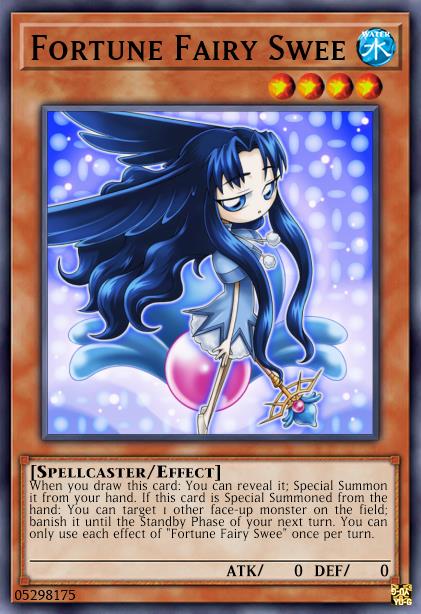 Fortune Fairy Swee
WATER
水
[Spellcaster/Effect]
When you draw this card: You can reveal it; Special Summon
it from your hand. If this card is Special Summoned from the
hand: You can target 1 other face-up monster on the field;
banish it until the Standby Phase of your next turn. You can
only use each effect of "Fortune Fairy Swee" once per turn.
ATK/ 0 DEF/ 0
05298175